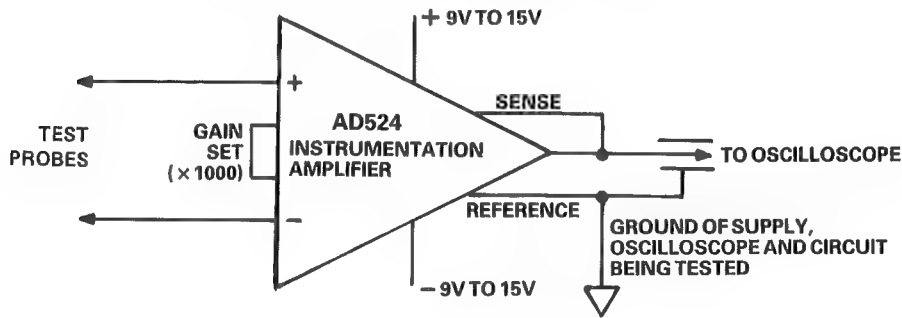 + 9V TO 15V
+
TEST
PROBES
GAIN
SET
(×1000)
AD524
INSTRUMENTATION
AMPLIFIER
SENSE
TO OSCILLOSCOPE
REFERENCE
−
GROUND OF SUPPLY,
OSCILLOSCOPE AND CIRCUIT
BEING TESTED
− 9V TO 15V